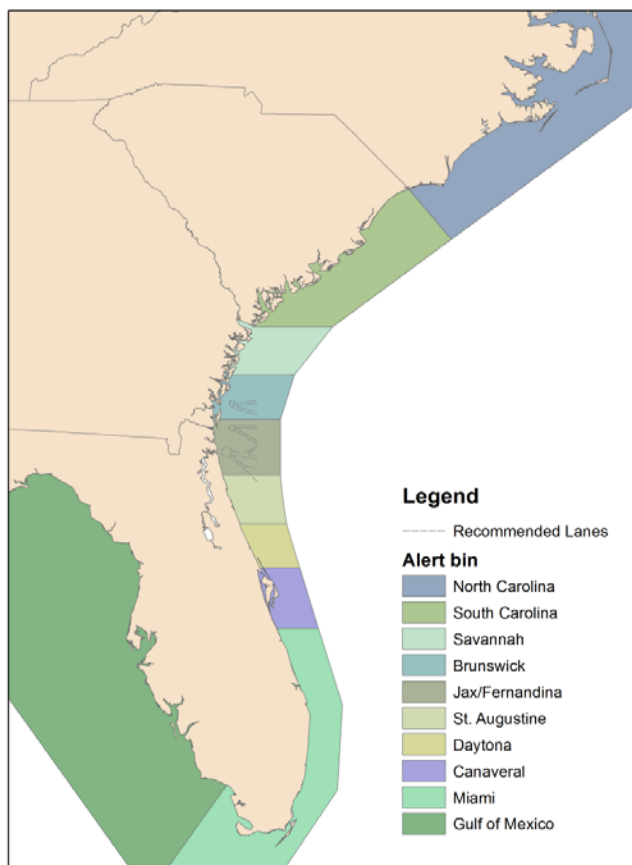 Legend
Recommended Lanes
Alert bin
North Carolina
South Carolina
Savannah
Brunswick
Jax/Fernandina
St. Augustine
Daytona
Canaveral
Miami
Gulf of Mexico